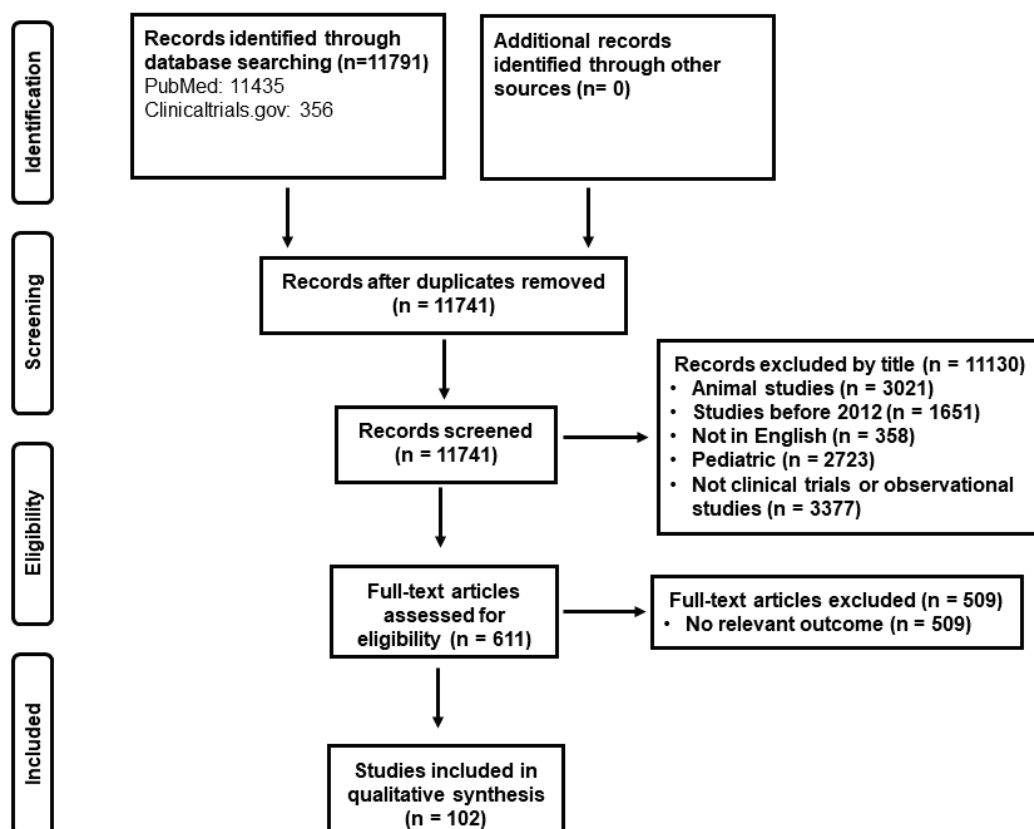 Identification
Records identified through
database searching (n=11791)
PubMed: 11435
Clinicaltrials.gov: 356
Additional records
identified through other
sources (n= 0)
Screening
Records after duplicates removed
(n = 11741)
Records screened
(n = 11741)
Records excluded by title (n = 11130)
• Animal studies (n = 3021)
• Studies before 2012 (n = 1651)
• Not in English (n = 358)
• Pediatric (n = 2723)
• Not clinical trials or observational
studies (n = 3377)
Eligibility
Full-text articles
assessed for
eligibility (n = 611)
Full-text articles excluded (n = 509)
• No relevant outcome (n = 509)
Included
Studies included in
qualitative synthesis
(n = 102)